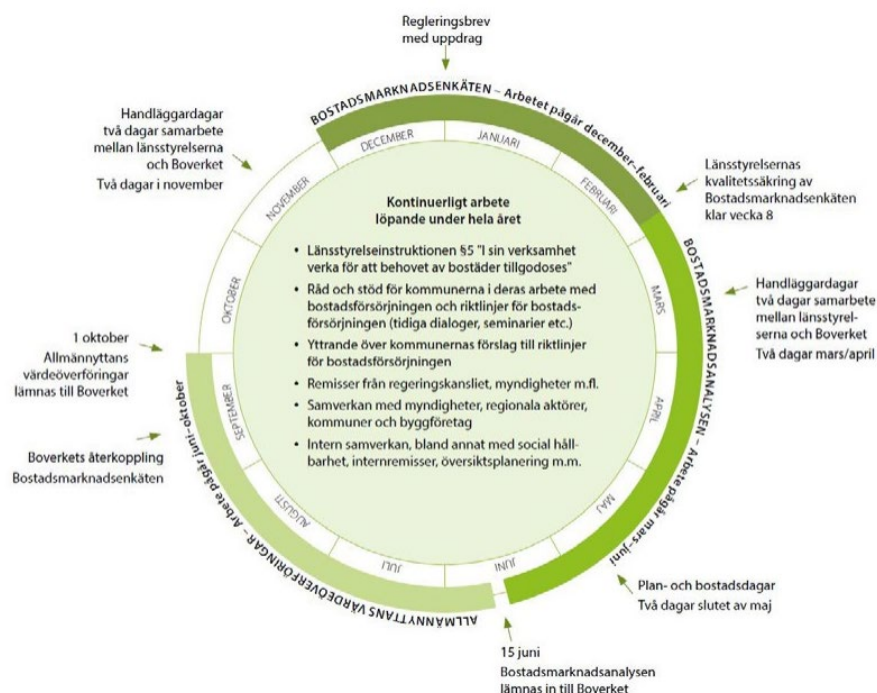 Regleringsbrev
med uppdrag
BOSTADSMARKNADSENKÄTEN – Arbetet pågår december–februari
Handläggardagar
två dagar samarbete
mellan länsstyrelserna
och Boverket
Två dagar i november
DECEMBER
JANUARI
FEBRUARI
NOVEMBER
Länsstyrelsernas
kvalitetssäkring av
Bostadsmarknadsenkäten
klar vecka 8
Kontinuerligt arbete
löpande under hela året
• Länsstyrelseinstruktionen §5 "I sin verksamhet
verka för att behovet av bostäder tillgodoses"
• Råd och stöd för kommunerna i deras arbete med
bostadsförsörjningen och riktlinjer för bostads-
försörjningen (tidiga dialoger, seminarier etc.)
• Yttrande över kommunernas förslag till riktlinjer
för bostadsförsörjningen
• Remisser från regeringskansliet, myndigheter m.fl.
• Samverkan med myndigheter, regionala aktörer,
kommuner och byggföretag
• Intern samverkan, bland annat med social håll-
barhet, internremisser, översiktsplanering m.m.
MARS
OKTOBER
BOSTADSMARKNADSANALYSEN – Arbete pågår mars–juni
Handläggardagar
två dagar samarbete
mellan länsstyrel-
serna och Boverket
Två dagar mars/april
1 oktober
Allmännyttans
värdeöverföringar
lämnas till Boverket
SEPTEMBER
APRIL
Boverkets återkoppling
Bostadsmarknadsenkäten
AUGUSTI
MAJ
JULI
JUNI
ALLMÄNNYTTANS VÄRDEÖVERFÖRINGAR – Arbete pågår juni–oktober
Plan- och bostadsdagar
Två dagar slutet av maj
15 juni
Bostadsmarknadsanalysen
lämnas in till Boverket